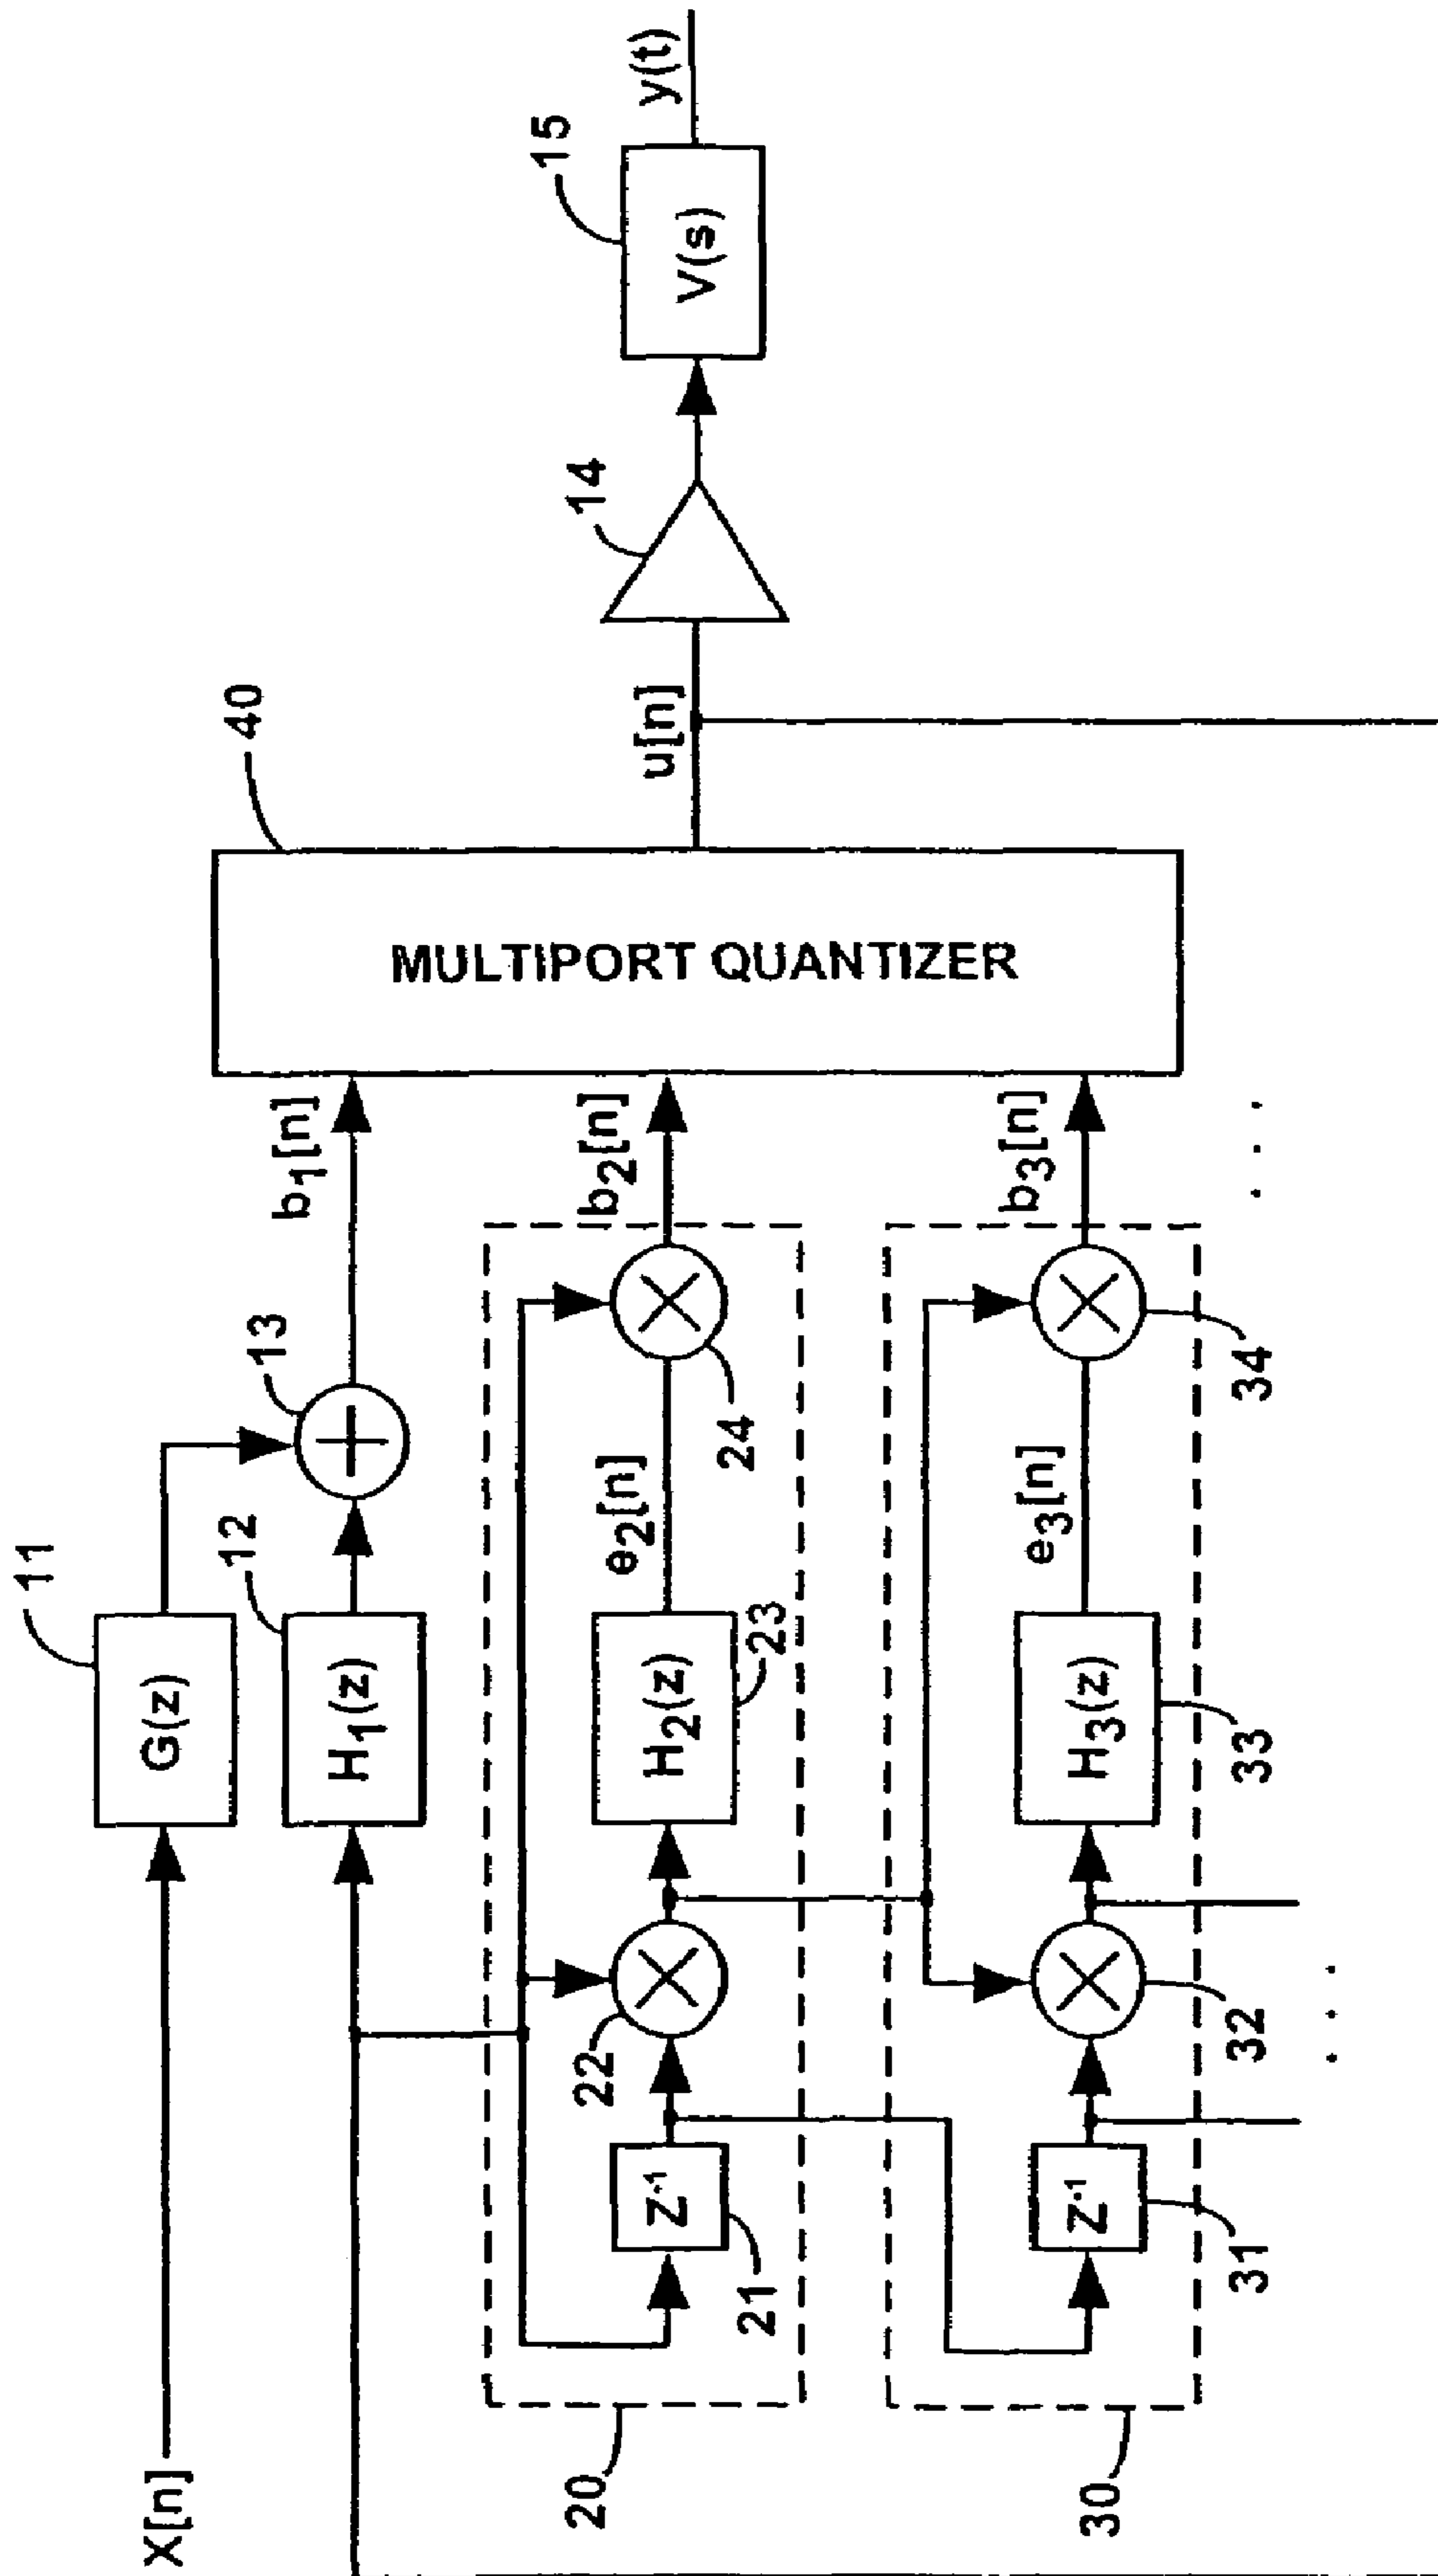 X[n]
11
G(z)
12
H1(z)
13
b1[n]
40
MULTIPORT QUANTIZER
u[n]
14
15
V(s)
y(t)
20
21
Z-1
22
H2(z)
23
e2[n]
24
b2[n]
30
31
Z-1
32
H3(z)
33
e3[n]
34
b3[n]
. . .
. . .